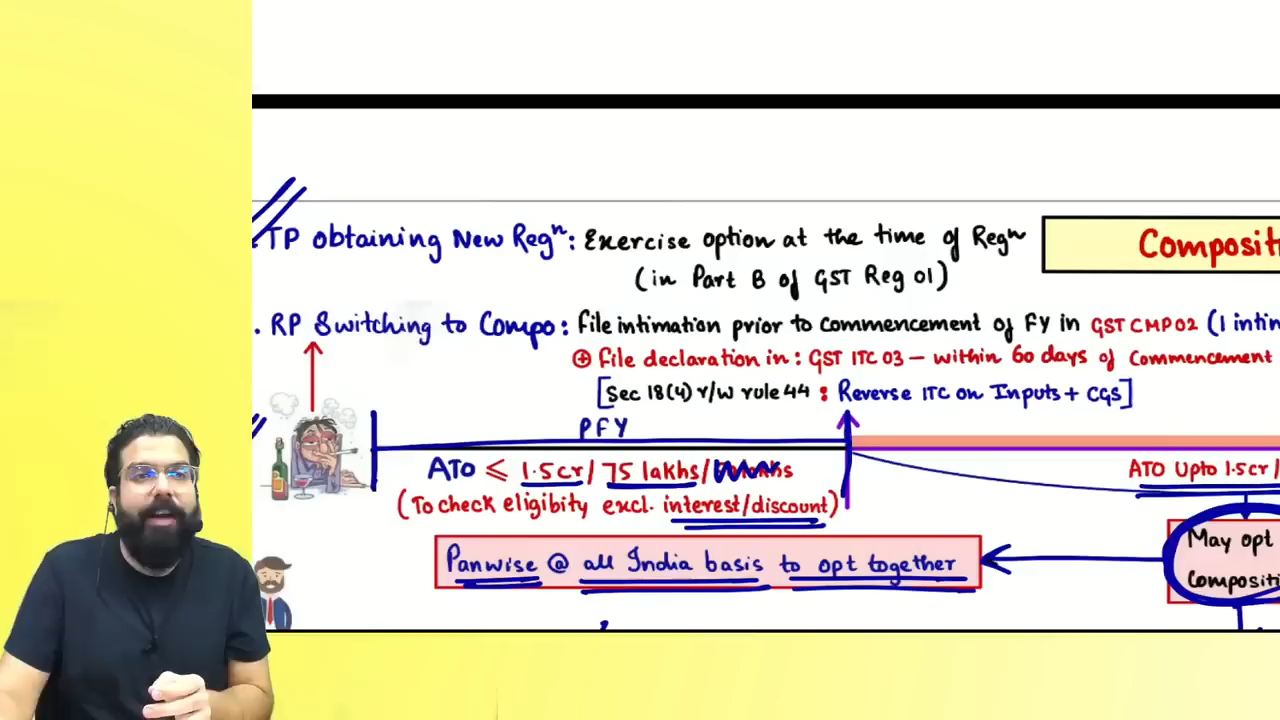 TP obtaining New Regⁿ: Exercise option at the time of Regⁿ
(in Part B of GST Reg 01)
Composit
. RP Switching to Compo: File intimation prior to commencement of FY in GST CMP 02 (1 inti
⊕ File declaration in: GST ITC 03 – within 60 days of commencement
[Sec 18(4) r/w rule 44 : Reverse ITC on Inputs + CGS]
PFY
ATO ≤ 1.5cr/ 75 lakhs/
ATO Upto 1.5cr/
(To check eligibity excl. interest/discount)
Panwise @ all India basis to opt together
May opt
Compositi